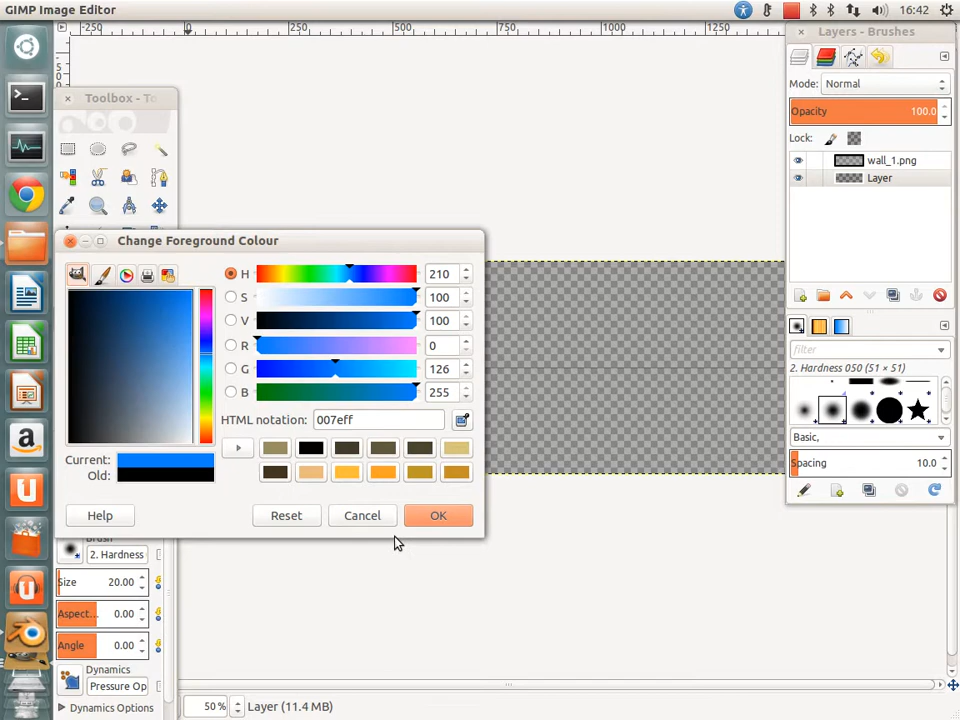 GIMP Image Editor
16:42
-250
0
250
500
750
1000
1250
Layers - Brushes
Toolbox - To
Mode: Normal
Opacity 100.0
Lock:
wall_1.png
Layer
Change Foreground Colour
H 210
S 100
V 100
R 0
G 126
B 255
HTML notation: 007eff
Current:
Old:
Help
Reset
Cancel
OK
filter
2. Hardness 050 (51 × 51)
Basic,
Spacing 10.0
Brush
2. Hardness
Size 20.00
Aspect... 0.00
Angle 0.00
Dynamics
Pressure Op
Dynamics Options
50 %
Layer (11.4 MB)